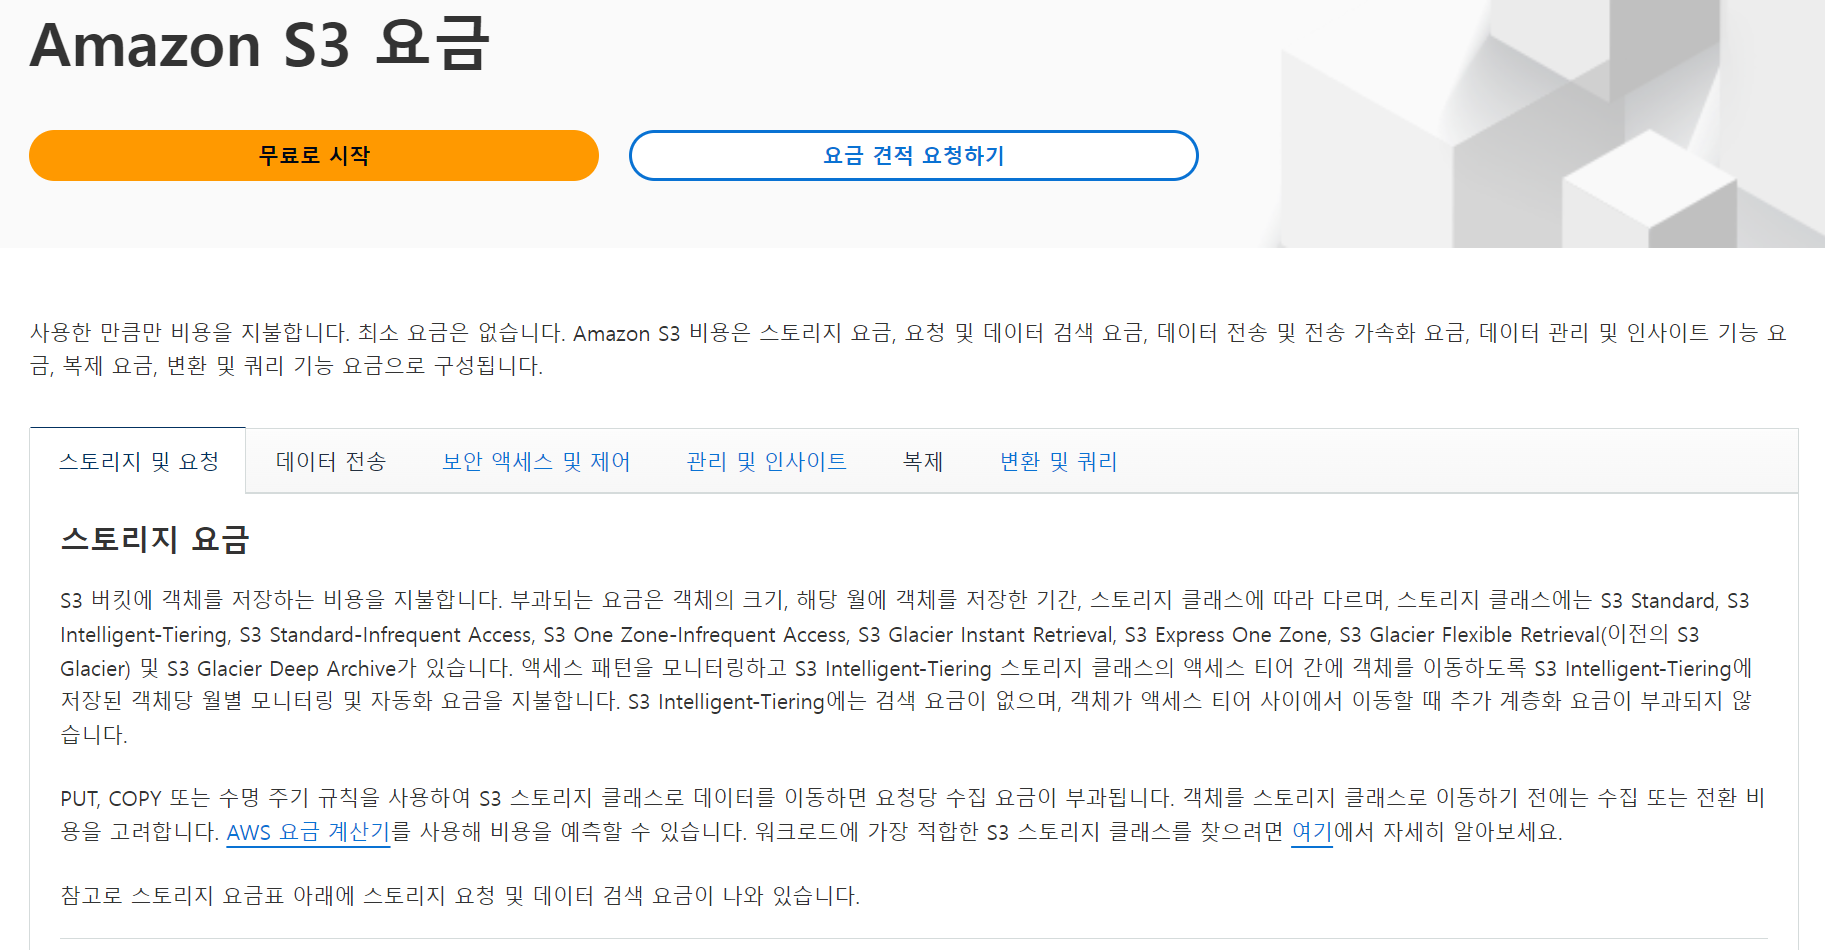 Amazon S3 요금
무료로 시작
요금 견적 요청하기
사용한 만큼만 비용을 지불합니다. 최소 요금은 없습니다. Amazon S3 비용은 스토리지 요금, 요청 및 데이터 검색 요금, 데이터 전송 및 전송 가속화 요금, 데이터 관리 및 인사이트 기능 요
금, 복제 요금, 변환 및 쿼리 기능 요금으로 구성됩니다.
스토리지 및 요청
데이터 전송
보안 액세스 및 제어
관리 및 인사이트
복제
변환 및 쿼리
스토리지 요금
S3 버킷에 객체를 저장하는 비용을 지불합니다. 부과되는 요금은 객체의 크기, 해당 월에 객체를 저장한 기간, 스토리지 클래스에 따라 다르며, 스토리지 클래스에는 S3 Standard, S3
Intelligent-Tiering, S3 Standard-Infrequent Access, S3 One Zone-Infrequent Access, S3 Glacier Instant Retrieval, S3 Express One Zone, S3 Glacier Flexible Retrieval(이전의 S3
Glacier) 및 S3 Glacier Deep Archive가 있습니다. 액세스 패턴을 모니터링하고 S3 Intelligent-Tiering 스토리지 클래스의 액세스 티어 간에 객체를 이동하도록 S3 Intelligent-Tiering에
저장된 객체당 월별 모니터링 및 자동화 요금을 지불합니다. S3 Intelligent-Tiering에는 검색 요금이 없으며, 객체가 액세스 티어 사이에서 이동할 때 추가 계층화 요금이 부과되지 않
습니다.
PUT, COPY 또는 수명 주기 규칙을 사용하여 S3 스토리지 클래스로 데이터를 이동하면 요청당 수집 요금이 부과됩니다. 객체를 스토리지 클래스로 이동하기 전에는 수집 또는 전환 비
용을 고려합니다. AWS 요금 계산기를 사용해 비용을 예측할 수 있습니다. 워크로드에 가장 적합한 S3 스토리지 클래스를 찾으려면 여기에서 자세히 알아보세요.
참고로 스토리지 요금표 아래에 스토리지 요청 및 데이터 검색 요금이 나와 있습니다.